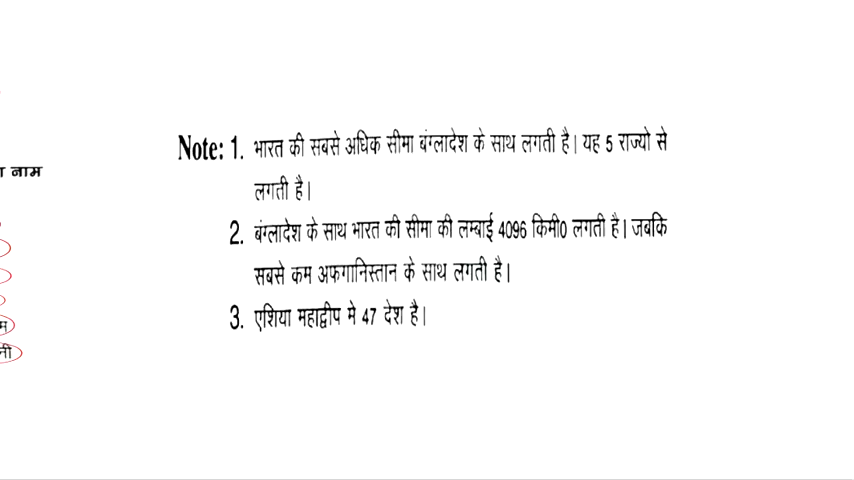 ा नाम
Note: 1. भारत की सबसे अधिक सीमा बंग्लादेश के साथ लगती है। यह 5 राज्यो से
लगती है।
2. बंग्लादेश के साथ भारत की सीमा की लम्बाई 4096 किमी0 लगती है। जबकि
सबसे कम अफगानिस्तान के साथ लगती है।
3. एशिया महाद्वीप मे 47 देश है।
म
नी